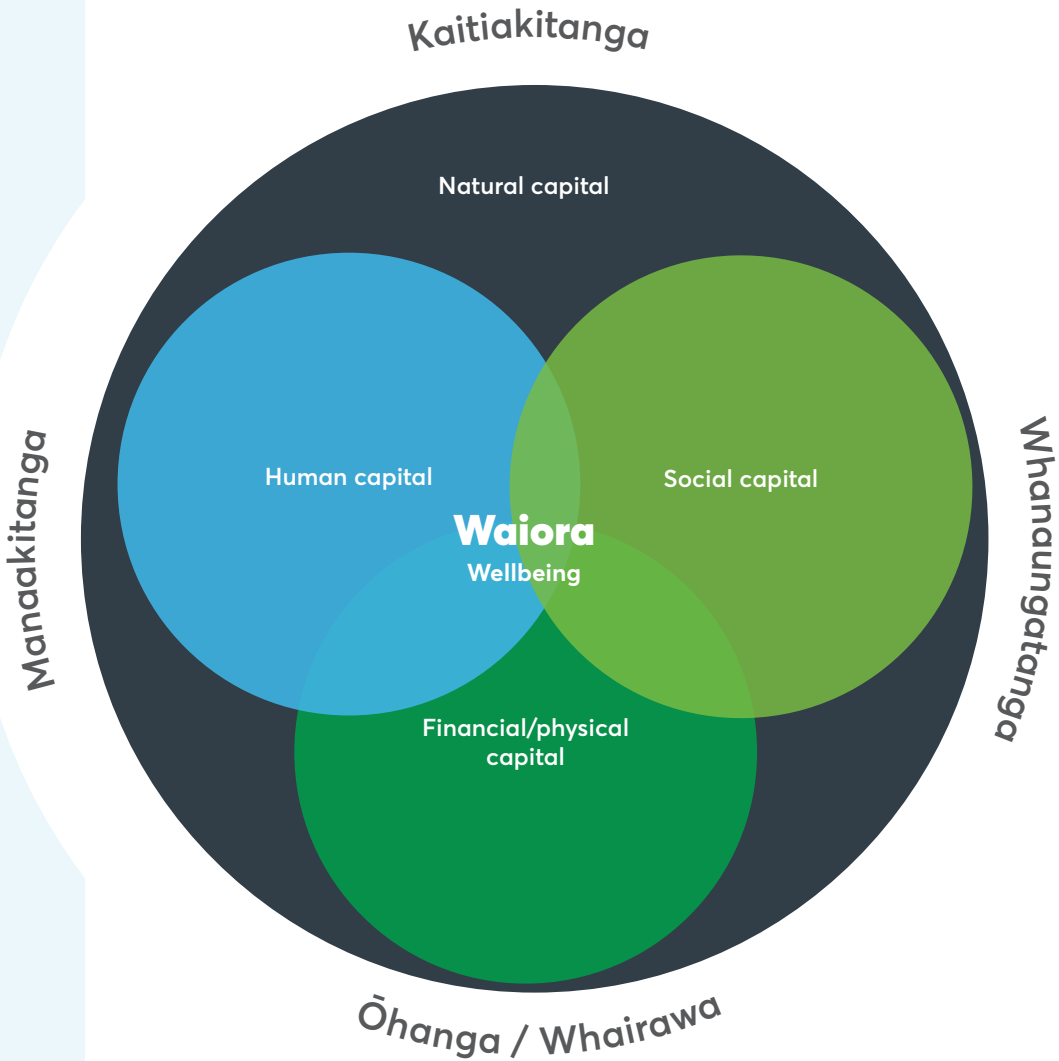 Kaitiakitanga
Natural capital
Manaakitanga
Human capital
Social capital
Whanaungatanga
Waiora
Wellbeing
Financial/physical
capital
Ōhanga / Whairawa